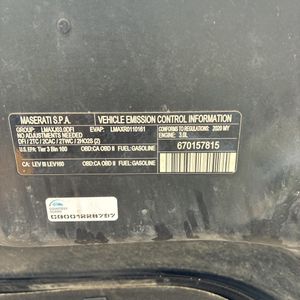 MASERATI S.P.A.
VEHICLE EMISSION CONTROL INFORMATION
GROUP: LMAXJ03.0DFI EVAP: LMAXR0110161
CONFORMS TO REGULATIONS: 2020 MY
NO ADJUSTMENTS NEEDED
ENGINE: 3.0L
DFI / 2TC / 2CAC / 2TWC / 2HO2S (2)
U.S. EPA: Tier 3 Bin 160 OBD:CA OBD II FUEL:GASOLINE
CA: LEV III LEV160 OBD:CA OBD II FUEL:GASOLINE
670157815